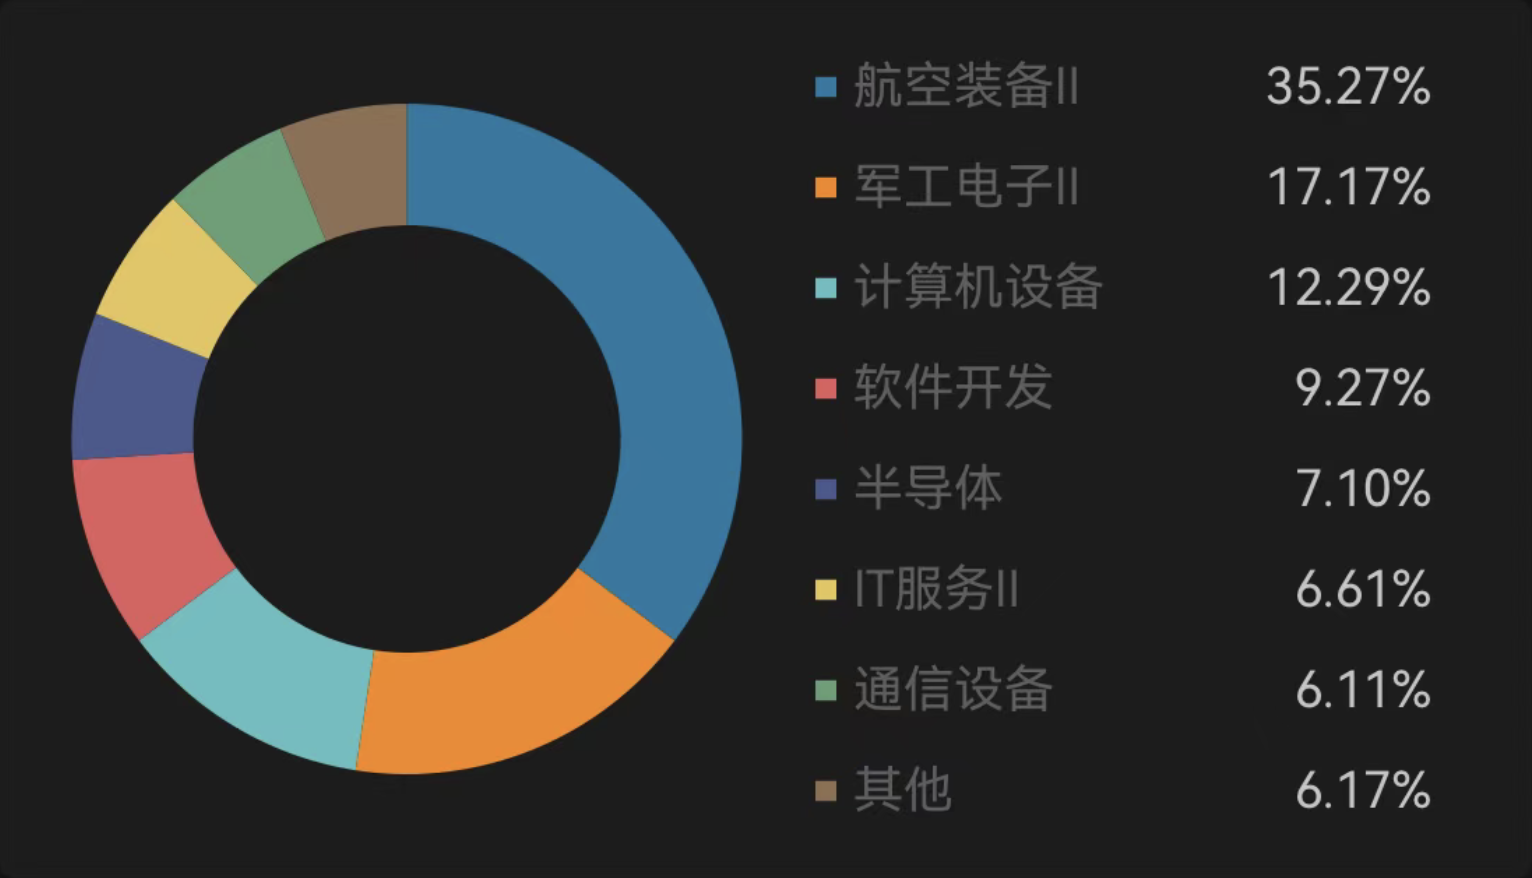 航空装备II 35.27%
军工电子II 17.17%
计算机设备 12.29%
软件开发 9.27%
半导体 7.10%
IT服务II 6.61%
通信设备 6.11%
其他 6.17%